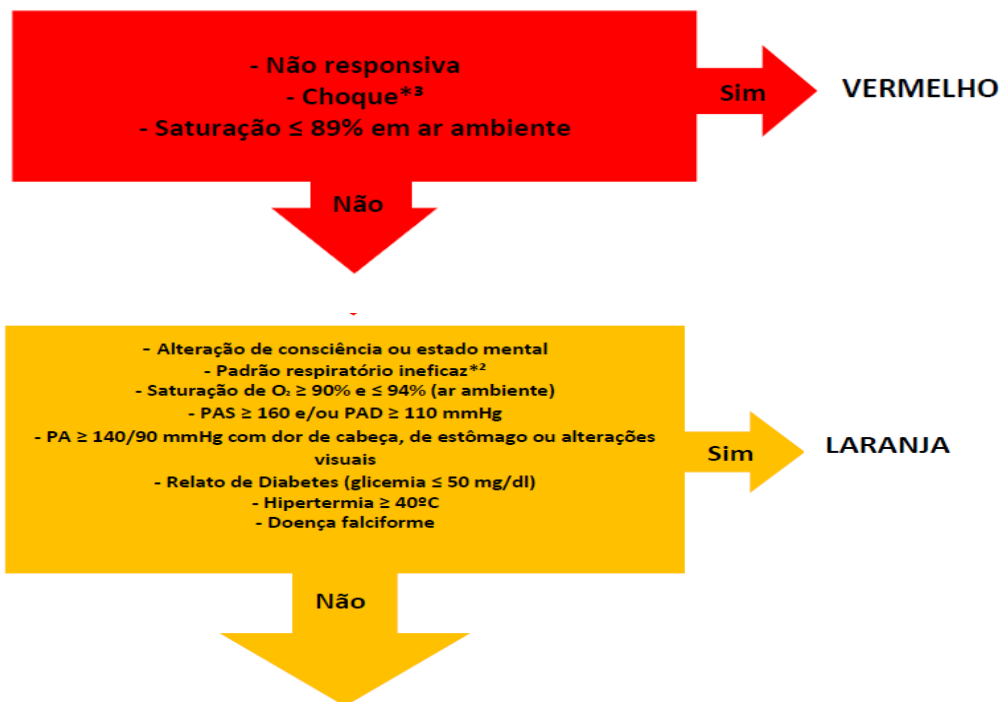 - Não responsiva
- Choque*³
- Saturação ≤ 89% em ar ambiente
Sim
VERMELHO
Não
- Alteração de consciência ou estado mental
- Padrão respiratório ineficaz*²
- Saturação de O₂ ≥ 90% e ≤ 94% (ar ambiente)
- PAS ≥ 160 e/ou PAD ≥ 110 mmHg
- PA ≥ 140/90 mmHg com dor de cabeça, de estômago ou alterações
visuais
- Relato de Diabetes (glicemia ≤ 50 mg/dl)
- Hipertermia ≥ 40ºC
- Doença falciforme
Sim
LARANJA
Não